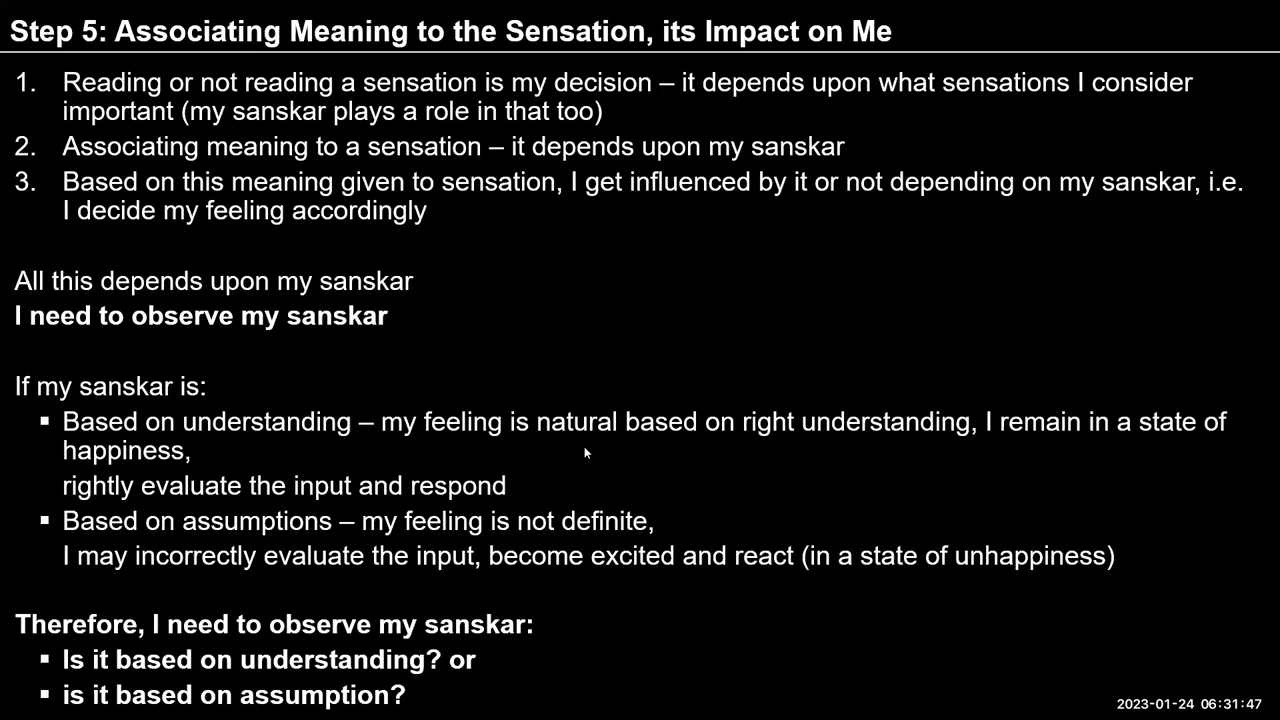 Step 5: Associating Meaning to the Sensation, its Impact on Me
1. Reading or not reading a sensation is my decision – it depends upon what sensations I consider
important (my sanskar plays a role in that too)
2. Associating meaning to a sensation – it depends upon my sanskar
3. Based on this meaning given to sensation, I get influenced by it or not depending on my sanskar, i.e.
I decide my feeling accordingly
All this depends upon my sanskar
I need to observe my sanskar
If my sanskar is:
▪ Based on understanding – my feeling is natural based on right understanding, I remain in a state of
happiness,
rightly evaluate the input and respond
▪ Based on assumptions – my feeling is not definite,
I may incorrectly evaluate the input, become excited and react (in a state of unhappiness)
Therefore, I need to observe my sanskar:
▪ Is it based on understanding? or
▪ is it based on assumption?
2023-01-24 06:31:47